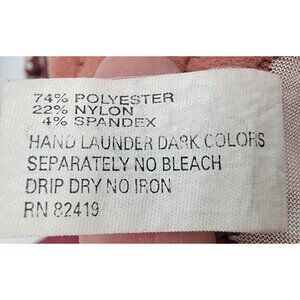 74% POLYESTER
22% NYLON
4% SPANDEX
HAND LAUNDER DARK COLORS
SEPARATELY NO BLEACH
DRIP DRY NO IRON
RN 82419